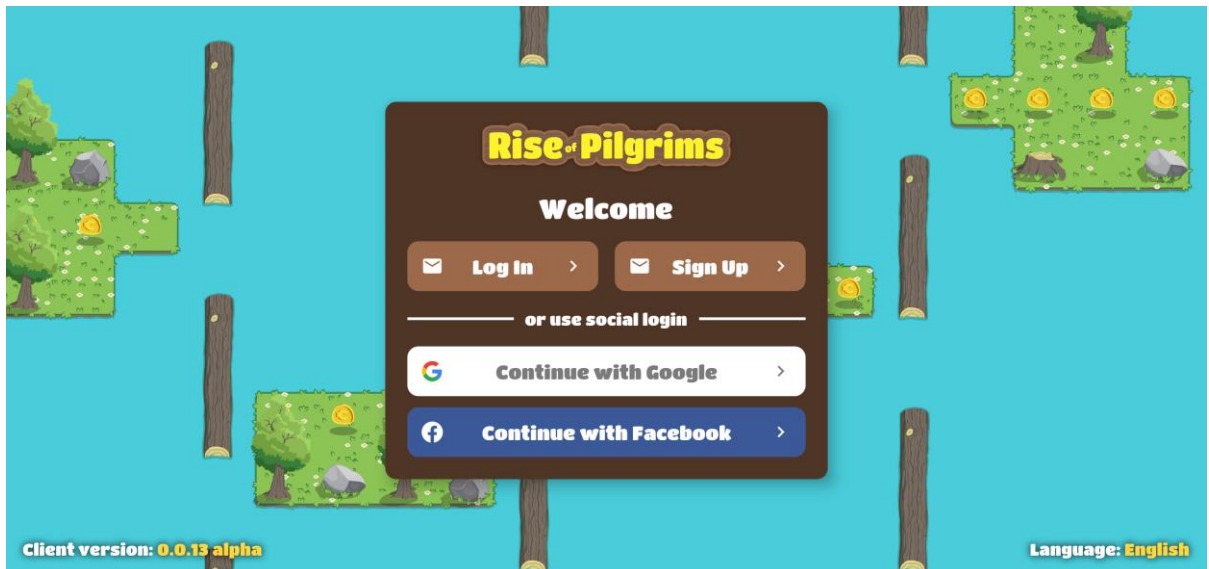 Rise of Pilgrims
Welcome
Log In
Sign Up
or use social login
Continue with Google
Continue with Facebook
Client version: 0.0.13 alpha
Language: English